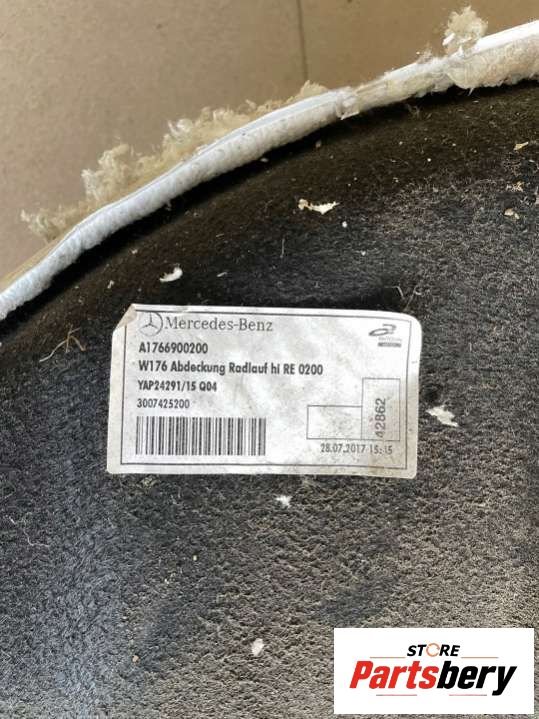 Mercedes-Benz
A1766900200
W176 Abdeckung Radlauf hi RE 0200
YAP24291/15 Q04
3007425200
42862
28.07.2017 15:15
STORE
Partsbery